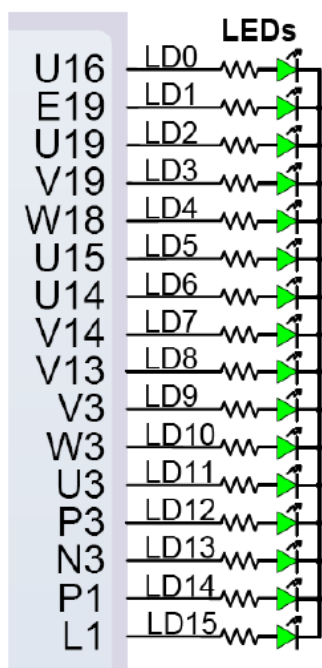 LEDs
U16 LD0
E19 LD1
U19 LD2
V19 LD3
W18 LD4
U15 LD5
U14 LD6
V14 LD7
V13 LD8
V3 LD9
W3 LD10
U3 LD11
P3 LD12
N3 LD13
P1 LD14
L1 LD15